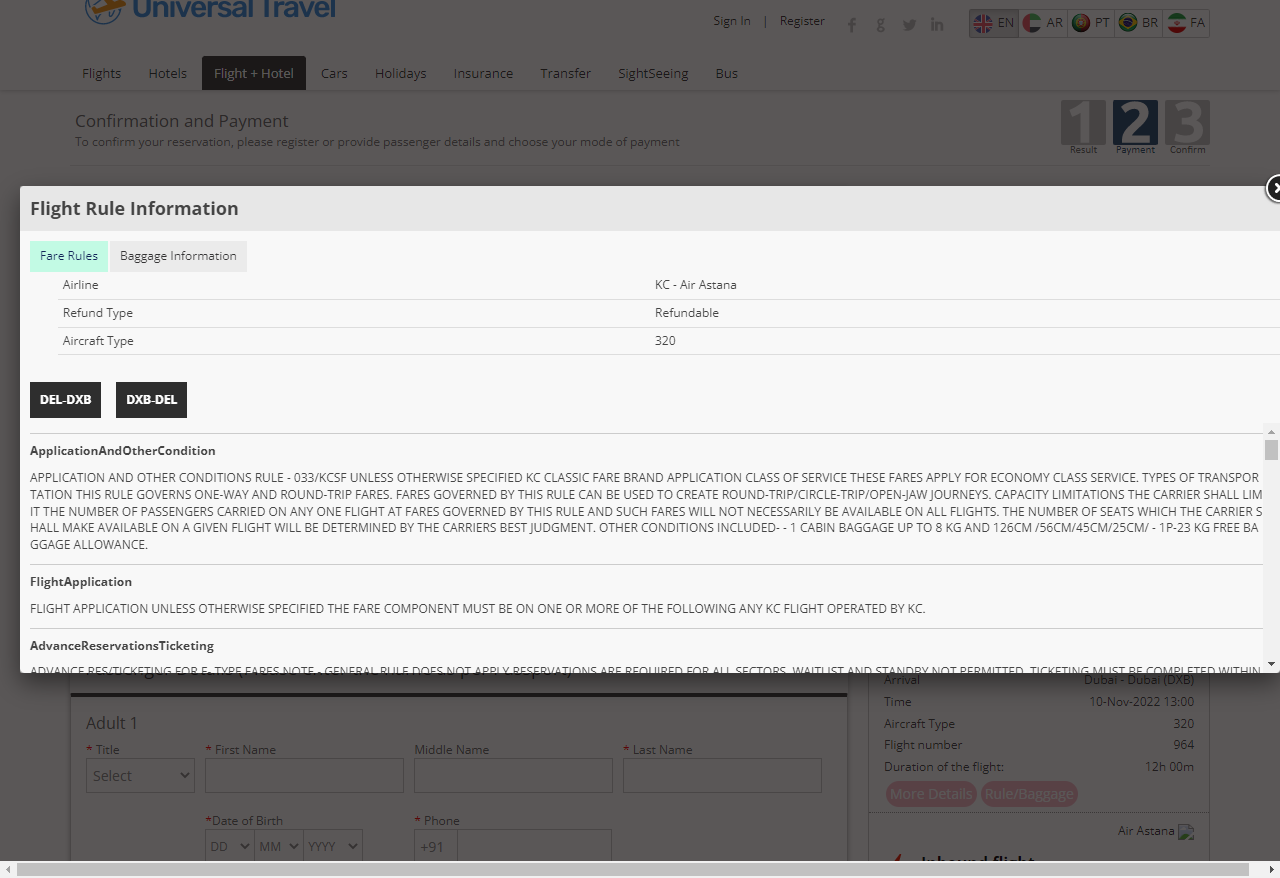 Universal Travel
Sign In | Register
EN AR PT BR FA
Flights Hotels Flight + Hotel Cars Holidays Insurance Transfer SightSeeing Bus
Confirmation and Payment
To confirm your reservation, please register or provide passenger details and choose your mode of payment
1 2 3
Result Payment Confirm
Flight Rule Information
Fare Rules Baggage Information
Airline KC - Air Astana
Refund Type Refundable
Aircraft Type 320
DEL-DXB DXB-DEL
ApplicationAndOtherCondition
APPLICATION AND OTHER CONDITIONS RULE - 033/KCSF UNLESS OTHERWISE SPECIFIED KC CLASSIC FARE BRAND APPLICATION CLASS OF SERVICE THESE FARES APPLY FOR ECONOMY CLASS SERVICE. TYPES OF TRANSPOR
TATION THIS RULE GOVERNS ONE-WAY AND ROUND-TRIP FARES. FARES GOVERNED BY THIS RULE CAN BE USED TO CREATE ROUND-TRIP/CIRCLE-TRIP/OPEN-JAW JOURNEYS. CAPACITY LIMITATIONS THE CARRIER SHALL LIM
IT THE NUMBER OF PASSENGERS CARRIED ON ANY ONE FLIGHT AT FARES GOVERNED BY THIS RULE AND SUCH FARES WILL NOT NECESSARILY BE AVAILABLE ON ALL FLIGHTS. THE NUMBER OF SEATS WHICH THE CARRIER S
HALL MAKE AVAILABLE ON A GIVEN FLIGHT WILL BE DETERMINED BY THE CARRIERS BEST JUDGMENT. OTHER CONDITIONS INCLUDED- - 1 CABIN BAGGAGE UP TO 8 KG AND 126CM /56CM/45CM/25CM/ - 1P-23 KG FREE BA
GGAGE ALLOWANCE.
FlightApplication
FLIGHT APPLICATION UNLESS OTHERWISE SPECIFIED THE FARE COMPONENT MUST BE ON ONE OR MORE OF THE FOLLOWING ANY KC FLIGHT OPERATED BY KC.
AdvanceReservationsTicketing
ADVANCE RES/TICKETING FOR E- TYPE FARES NOTE - GENERAL RULE DOES NOT APPLY RESERVATIONS ARE REQUIRED FOR ALL SECTORS. WAITLIST AND STANDBY NOT PERMITTED. TICKETING MUST BE COMPLETED WITHIN
Arrival Dubai - Dubai (DXB)
Time 10-Nov-2022 13:00
Aircraft Type 320
Flight number 964
Duration of the flight: 12h 00m
More Details Rule/Baggage
Air Astana
Inbound flight
Adult 1
* Title * First Name Middle Name * Last Name
Select
*Date of Birth * Phone
DD MM YYYY +91